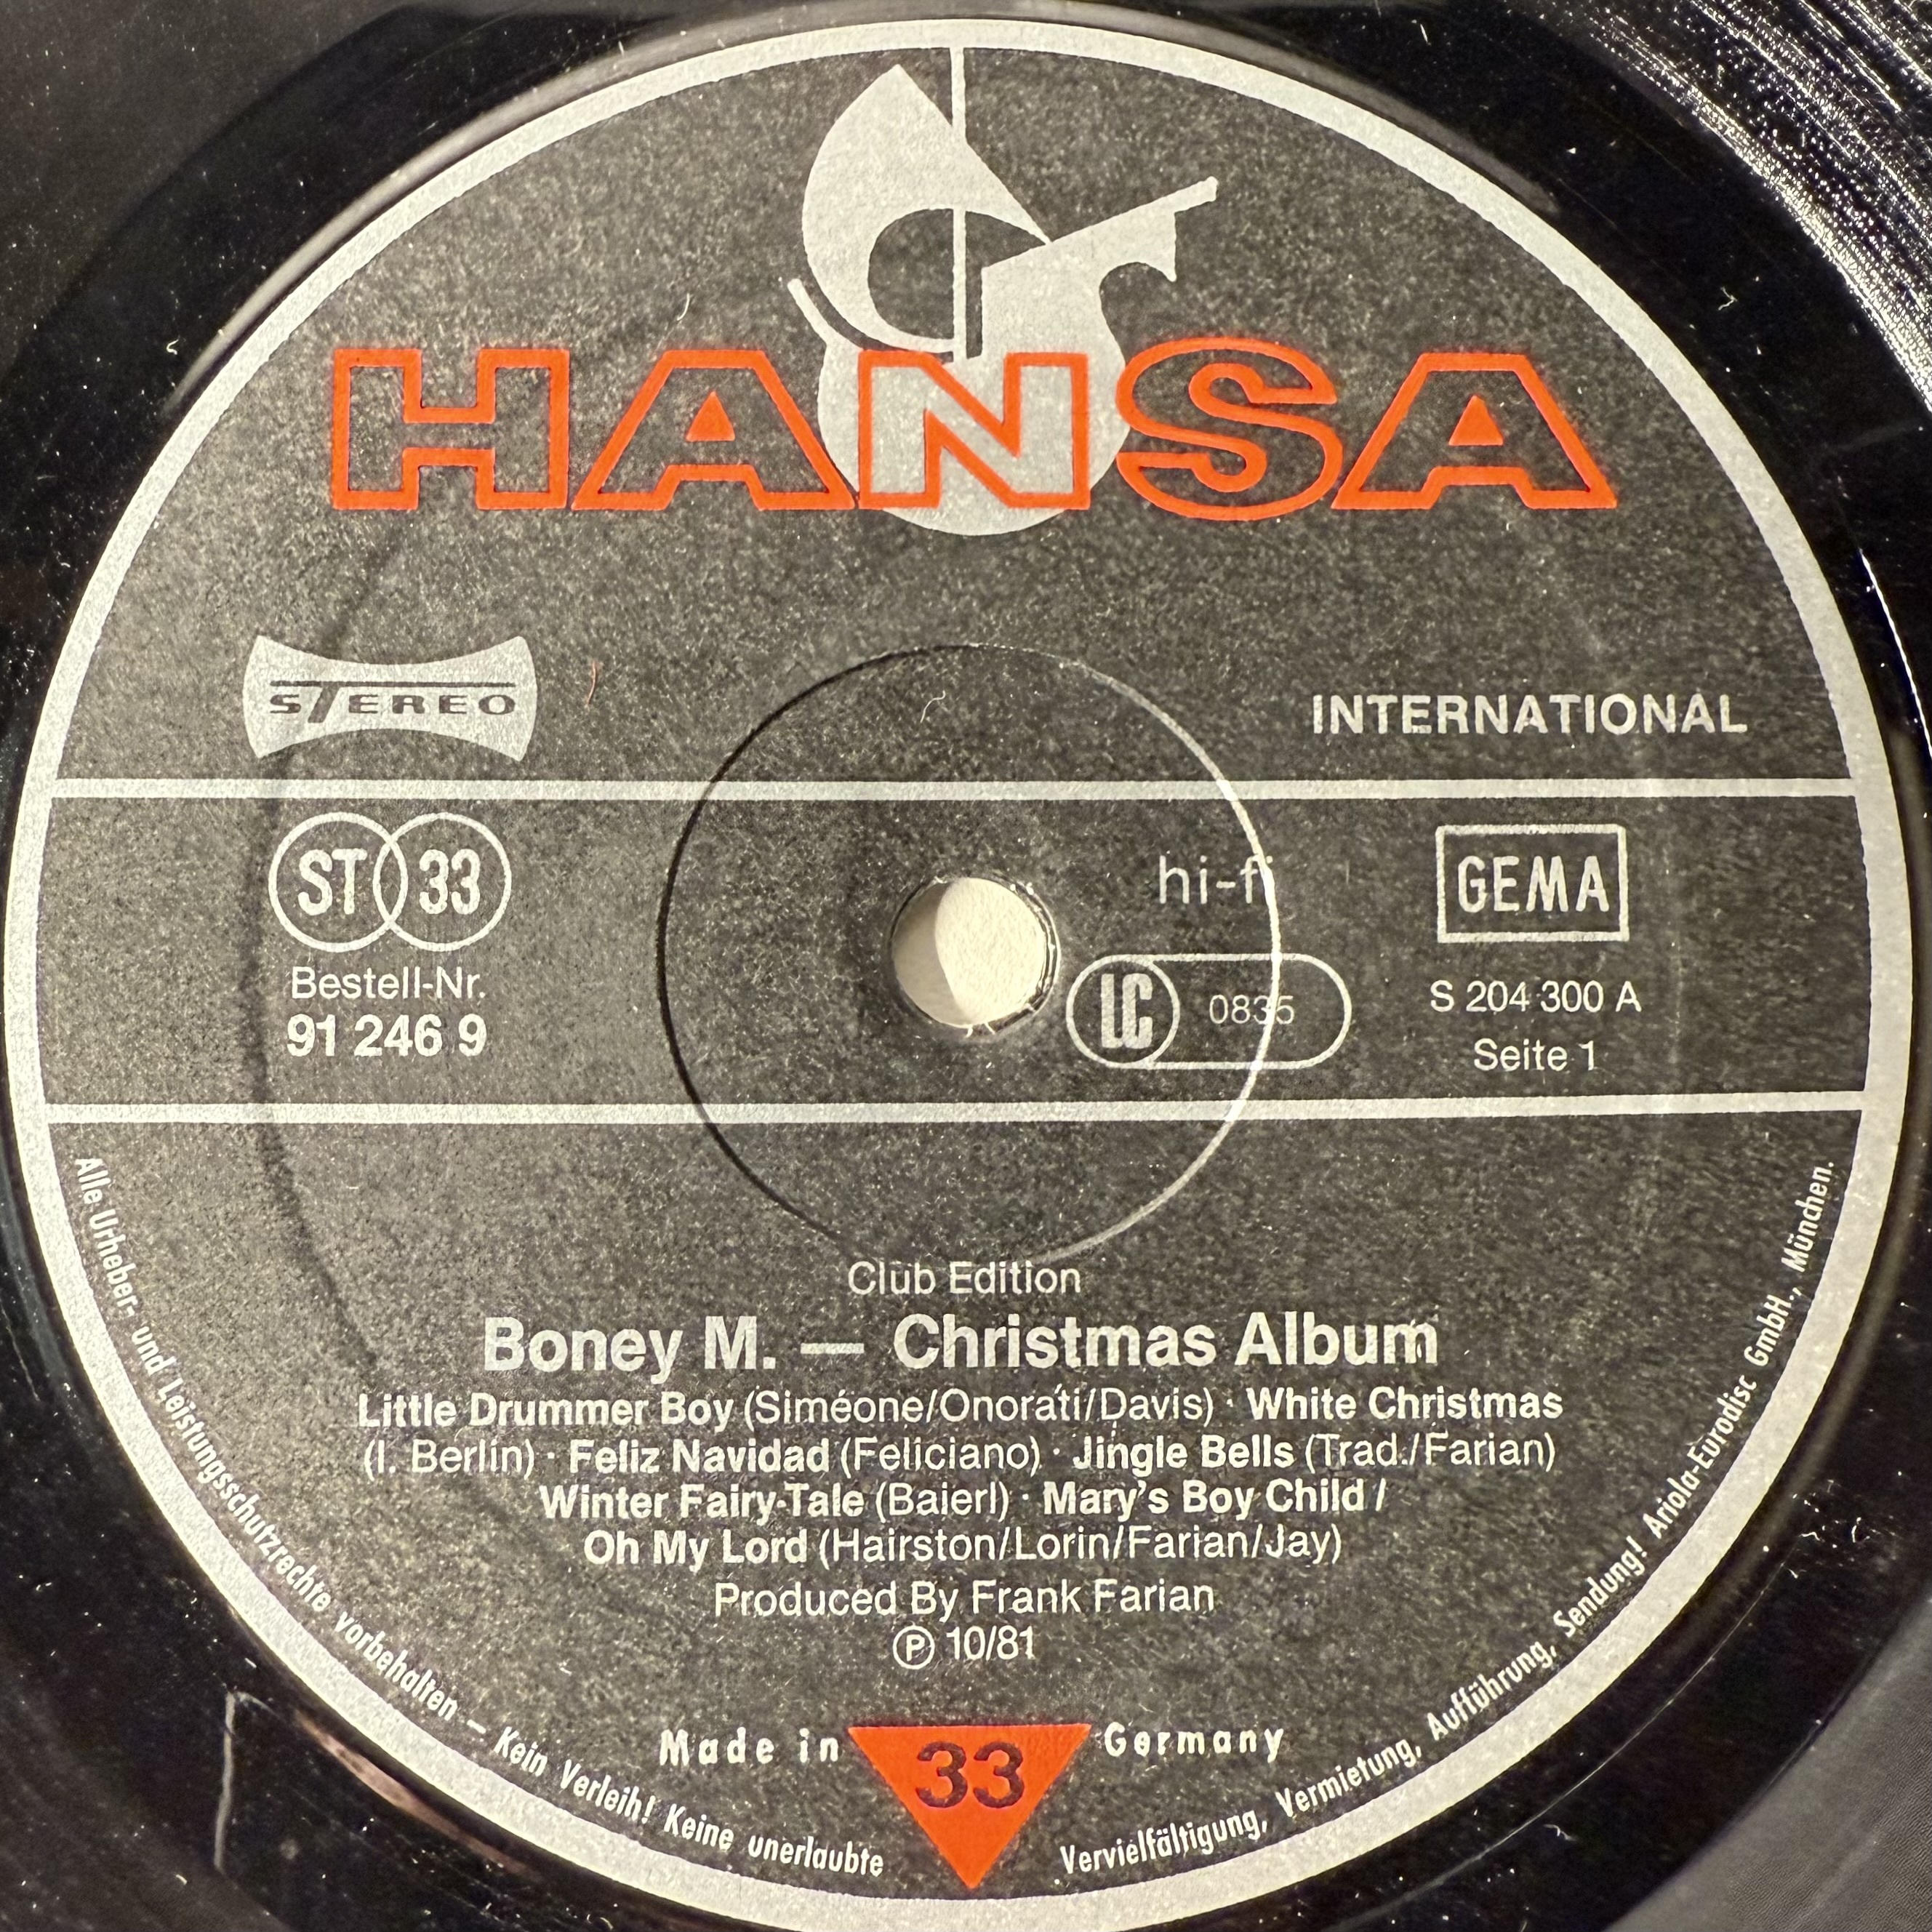 HANSA
STEREO
INTERNATIONAL
ST 33
Bestell-Nr.
91 246 9
hi-fi
LC 0835
GEMA
S 204 300 A
Seite 1
Club Edition
Boney M. — Christmas Album
Little Drummer Boy (Siméone/Onorati/Davis) · White Christmas
(I. Berlin) · Feliz Navidad (Feliciano) · Jingle Bells (Trad./Farian)
Winter Fairy-Tale (Baierl) · Mary's Boy Child /
Oh My Lord (Hairston/Lorin/Farian/Jay)
Produced By Frank Farian
℗ 10/81
Made in 33 Germany
Alle Urheber- und Leistungsschutzrechte vorbehalten – Kein Verleih! Keine unerlaubte Vervielfältigung, Vermietung, Aufführung, Sendung! Ariola-Eurodisc GmbH., München.